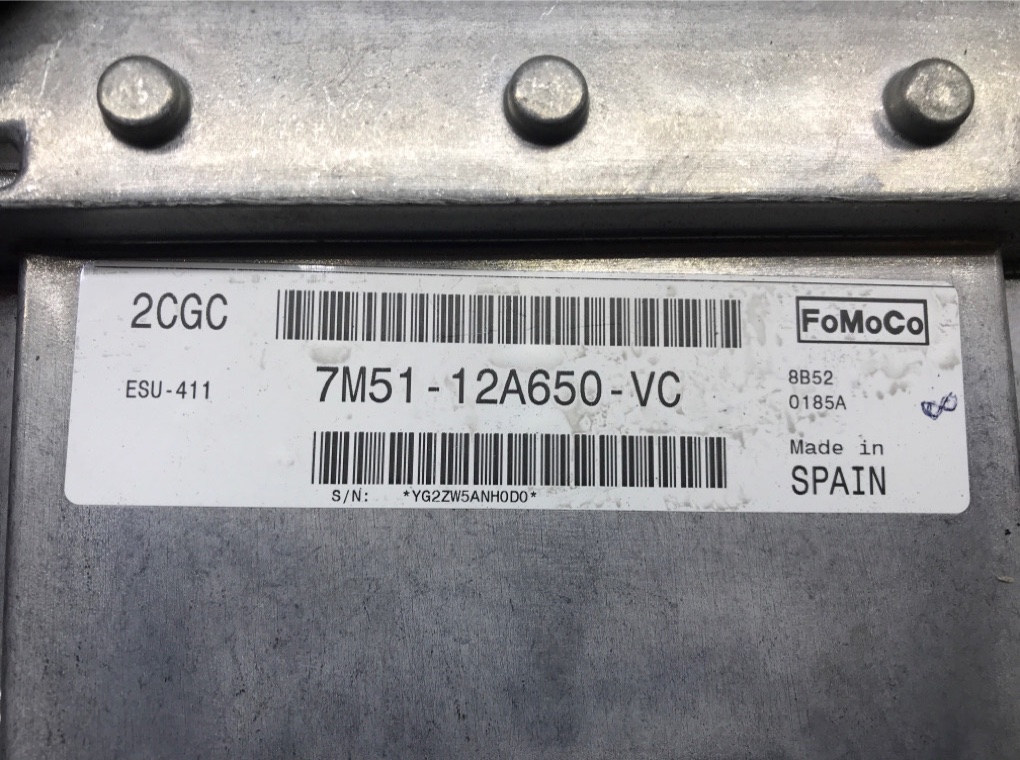 2CGC
FoMoCo
ESU-411
7M51-12A650-VC
8B52
0185A
Made in
SPAIN
S/N: *YG2ZW5ANH0D0*